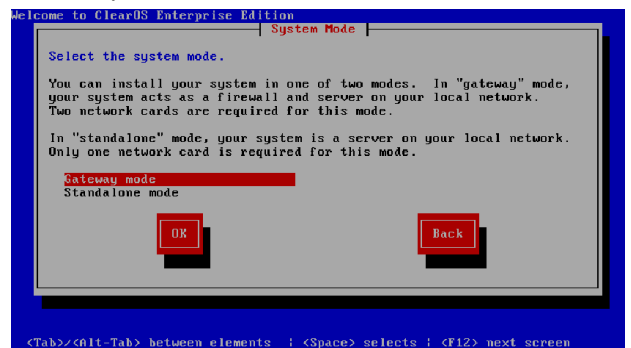 Welcome to ClearOS Enterprise Edition
System Mode
Select the system mode.
You can install your system in one of two modes.  In "gateway" mode,
your system acts as a firewall and server on your local network.
Two network cards are required for this mode.
In "standalone" mode, your system is a server on your local network.
Only one network card is required for this mode.
Gateway mode
Standalone mode
OK
Back
<Tab>/<Alt-Tab> between elements  | <Space> selects | <F12> next screen